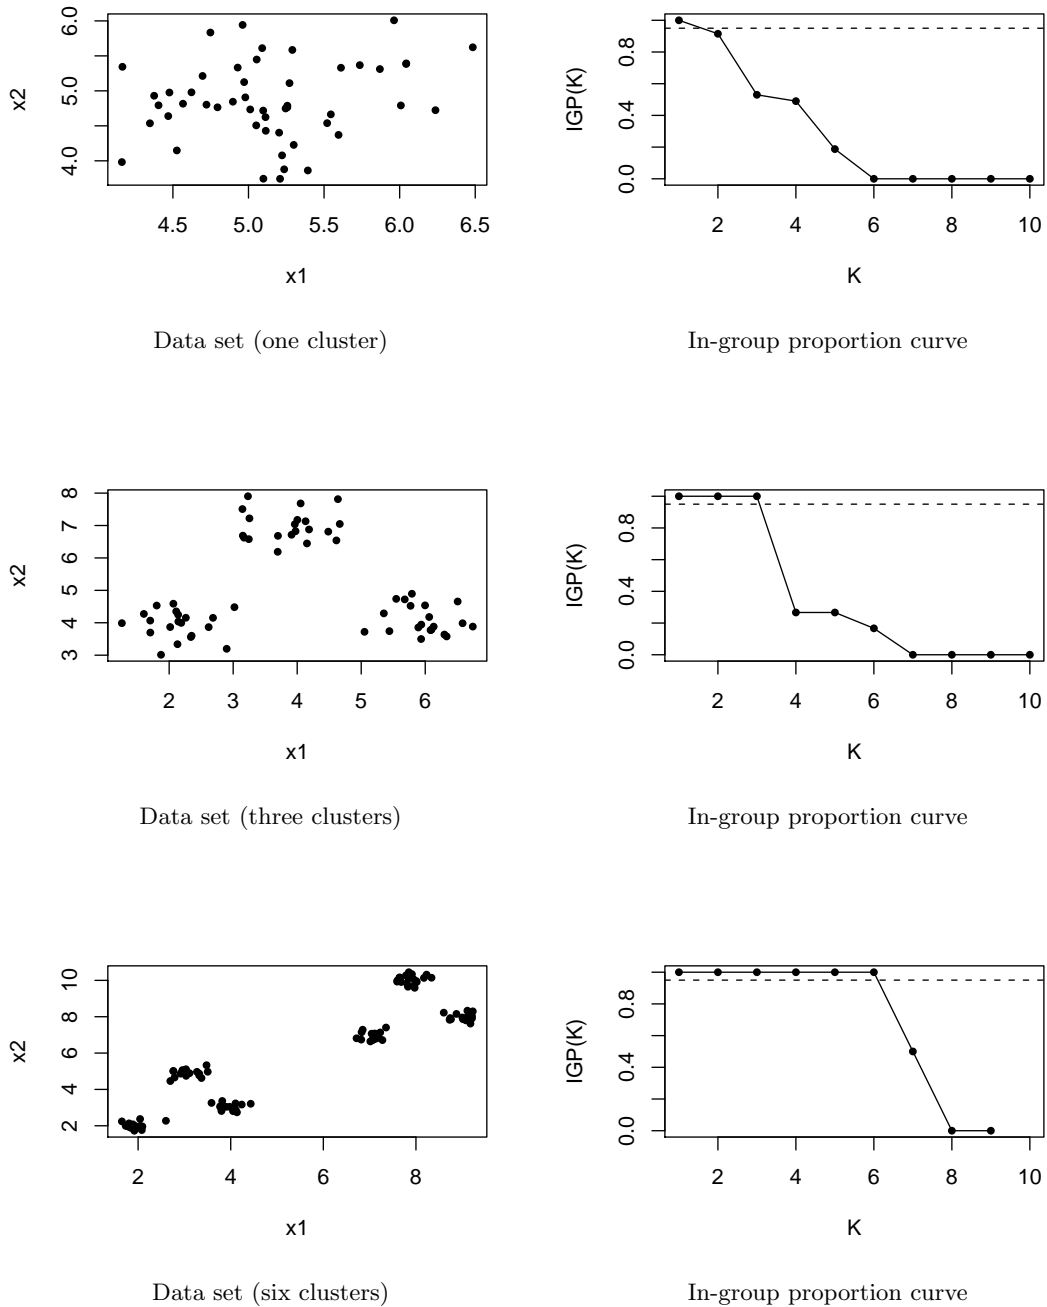 x2
4.0 5.0 6.0
4.5 5.0 5.5 6.0 6.5
x1
Data set (one cluster)
IGP(K)
0.0 0.4 0.8
2 4 6 8 10
K
In-group proportion curve
x2
3 4 5 6 7 8
2 3 4 5 6
x1
Data set (three clusters)
IGP(K)
0.0 0.4 0.8
2 4 6 8 10
K
In-group proportion curve
x2
2 4 6 8 10
2 4 6 8
x1
Data set (six clusters)
IGP(K)
0.0 0.4 0.8
2 4 6 8 10
K
In-group proportion curve